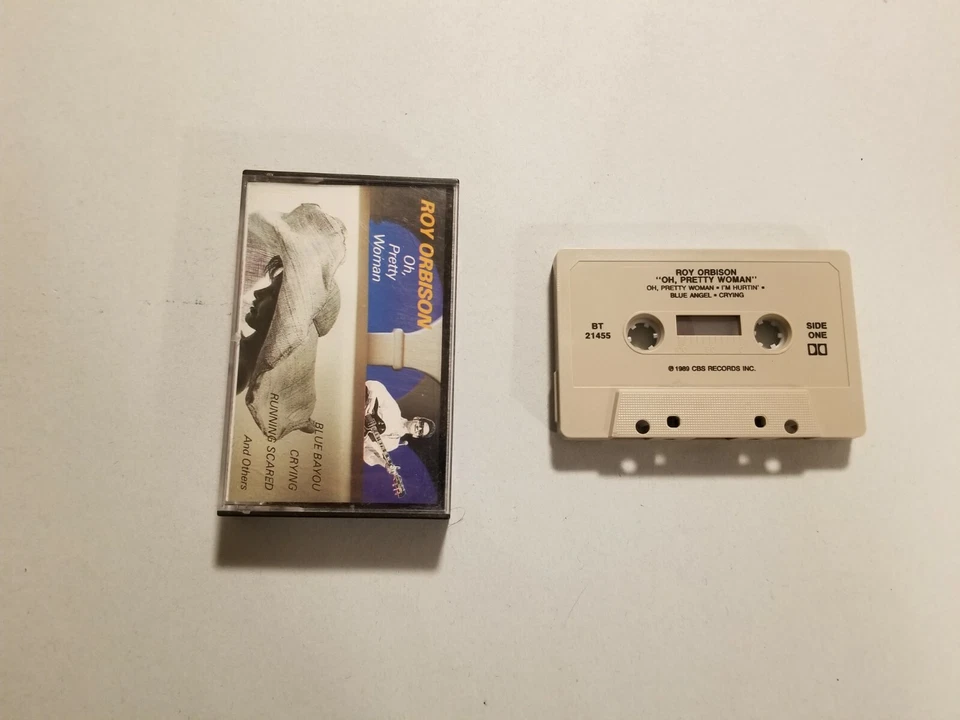 ROY ORBISON
Oh,
Pretty
Woman
BLUE BAYOU
CRYING
RUNNING SCARED
And Others
ROY ORBISON
"OH, PRETTY WOMAN"
OH, PRETTY WOMAN • I'M HURTIN' •
BLUE ANGEL • CRYING
BT
21455
SIDE
ONE
℗ 1989 CBS RECORDS INC.